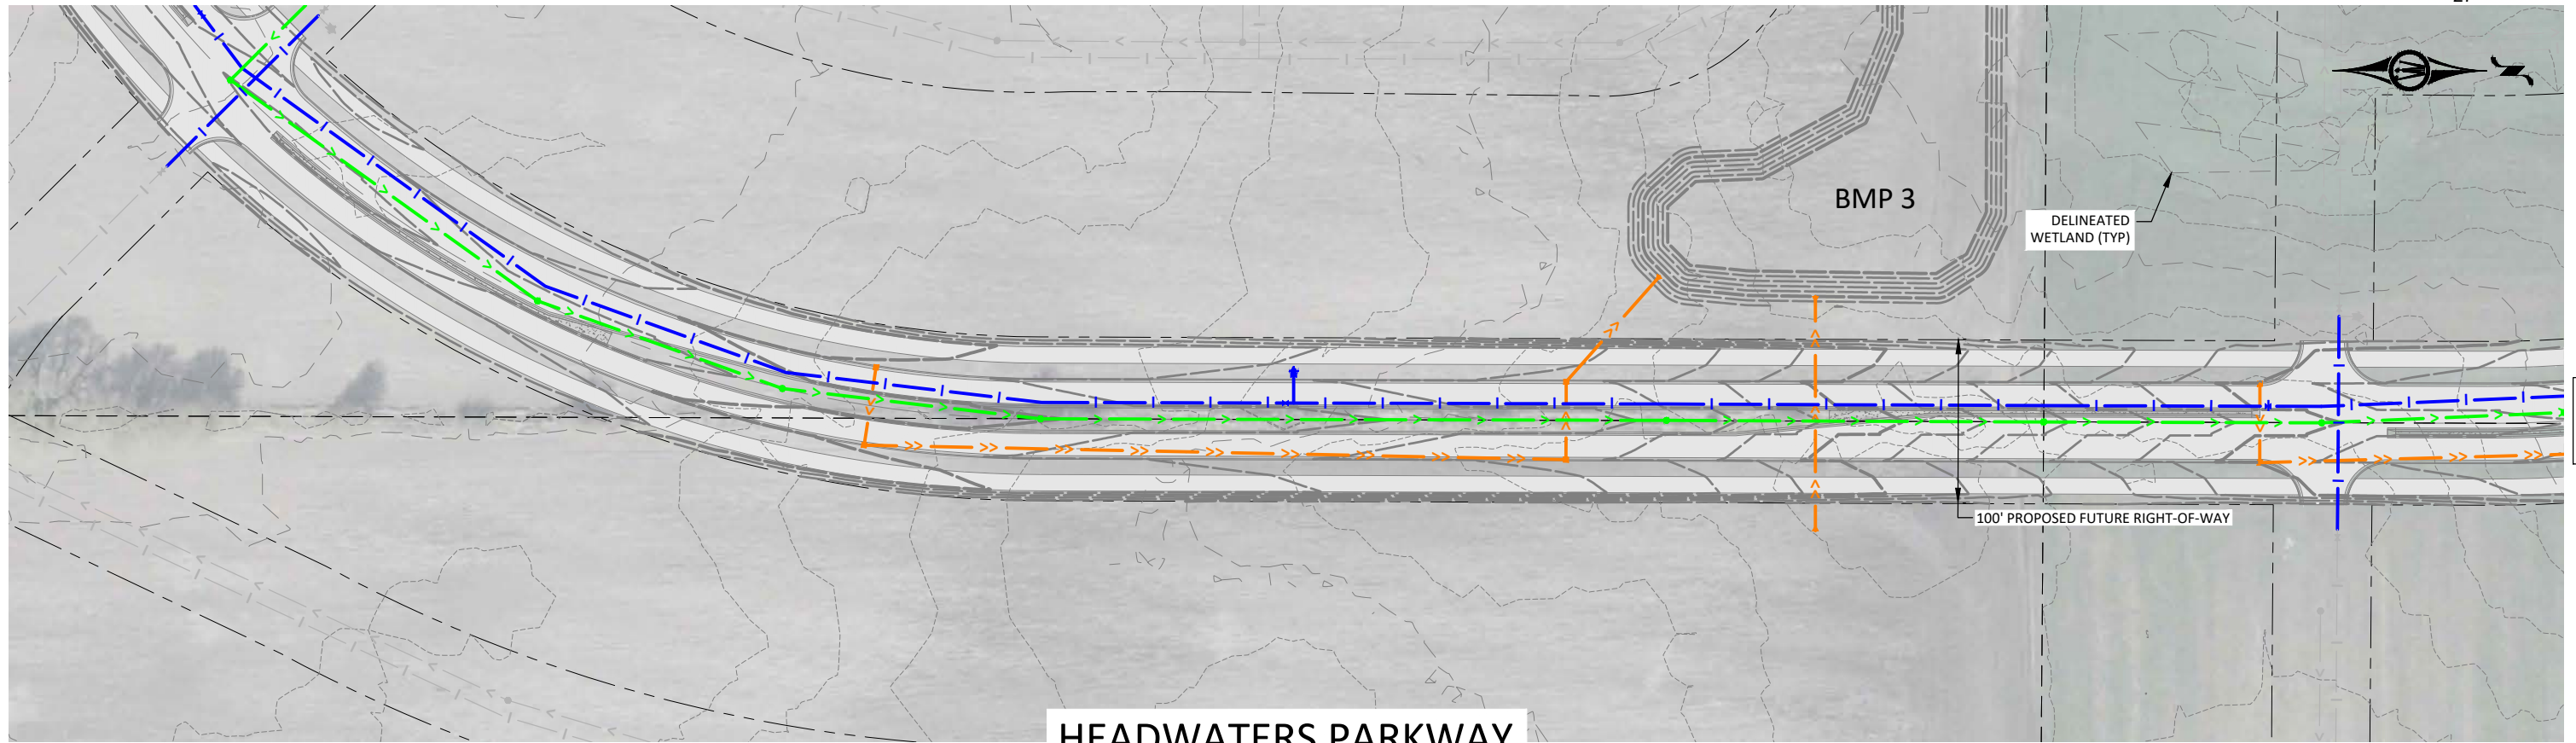 BMP 3
DELINEATED
WETLAND (TYP)
100' PROPOSED FUTURE RIGHT-OF-WAY
HEADWATERS PARKWAY